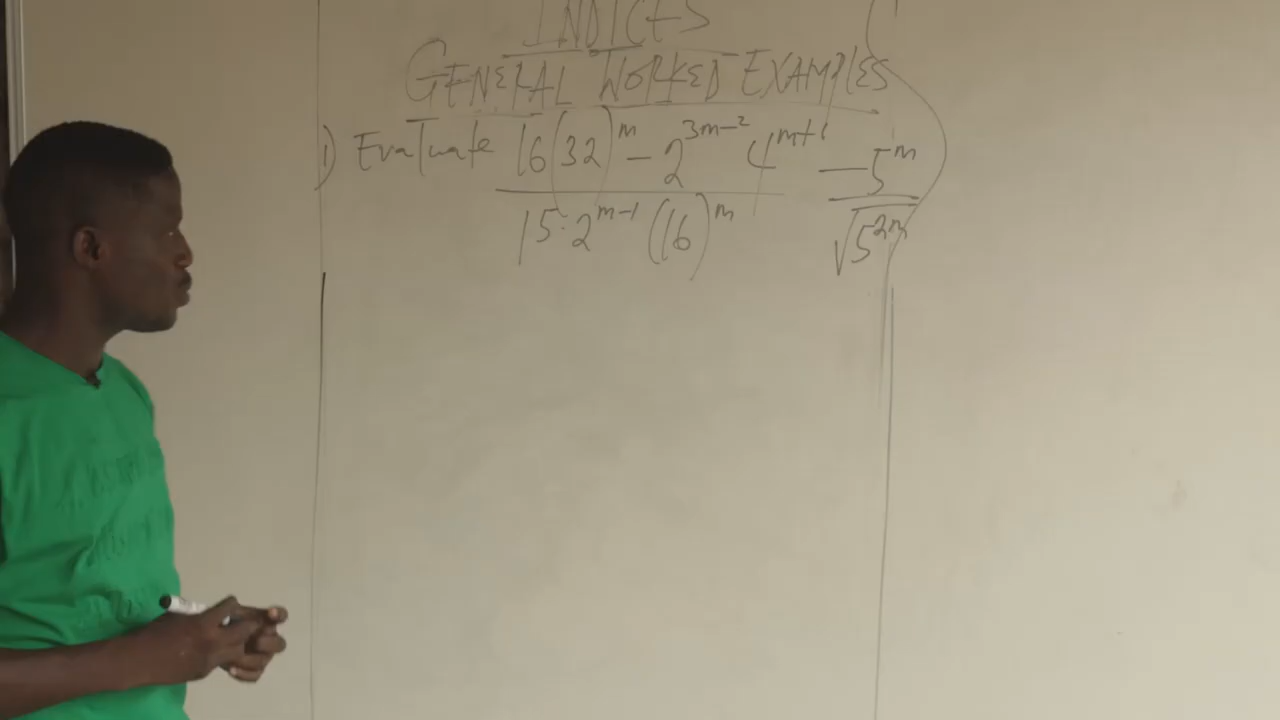 INDICES
GENERAL WORKED EXAMPLES
1) Evaluate 16(32)^m - 2^{3m-2} 4^{m+1} / 15·2^{m-1} (16)^m - 5^m / √5^{2m}